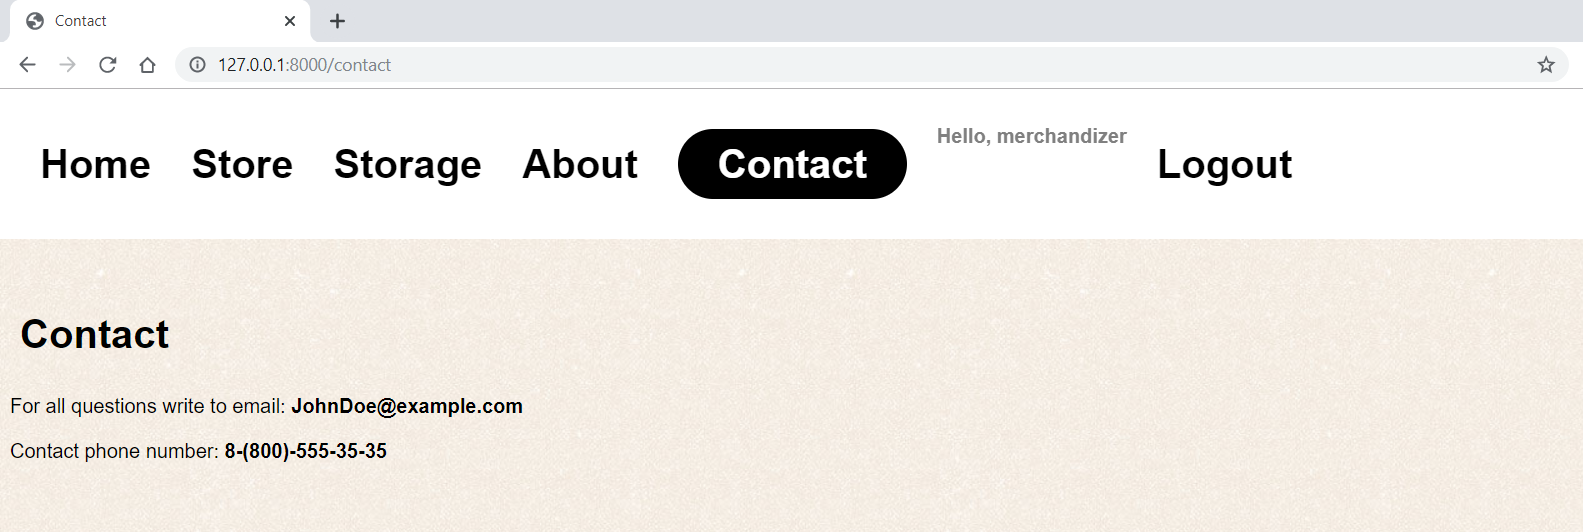 Contact
127.0.0.1:8000/contact
Home Store Storage About Contact Hello, merchandizer Logout
Contact
For all questions write to email: JohnDoe@example.com
Contact phone number: 8-(800)-555-35-35